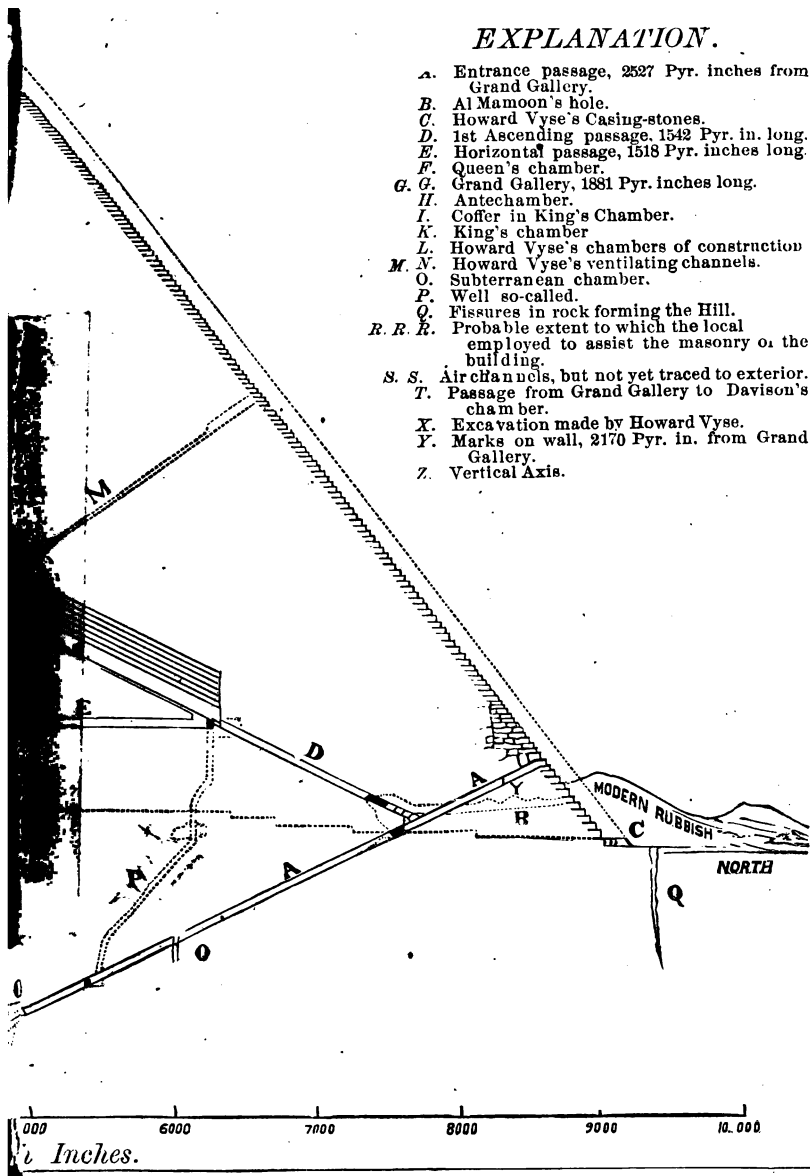 EXPLANATION.
A. Entrance passage, 2527 Pyr. inches from
Grand Gallery.
B. Al Mamoon's hole.
C. Howard Vyse's Casing-stones.
D. 1st Ascending passage. 1542 Pyr. in. long.
E. Horizontal passage, 1518 Pyr. inches long.
F. Queen's chamber.
G. G. Grand Gallery, 1881 Pyr. inches long.
H. Antechamber.
I. Coffer in King's Chamber.
K. King's chamber
L. Howard Vyse's chambers of construction
M. N. Howard Vyse's ventilating channels.
O. Subterranean chamber.
P. Well so-called.
Q. Fissures in rock forming the Hill.
R. R. R. Probable extent to which the local
employed to assist the masonry of the
building.
S. S. Air channels, but not yet traced to exterior.
T. Passage from Grand Gallery to Davison's
chamber.
X. Excavation made by Howard Vyse.
Y. Marks on wall, 2170 Pyr. in. from Grand
Gallery.
Z. Vertical Axis.
M
D
A
Y
R
MODERN RUBBISH
C
A
NORTH
Q
Q
000 6000 7000 8000 9000 10.000
Inches.